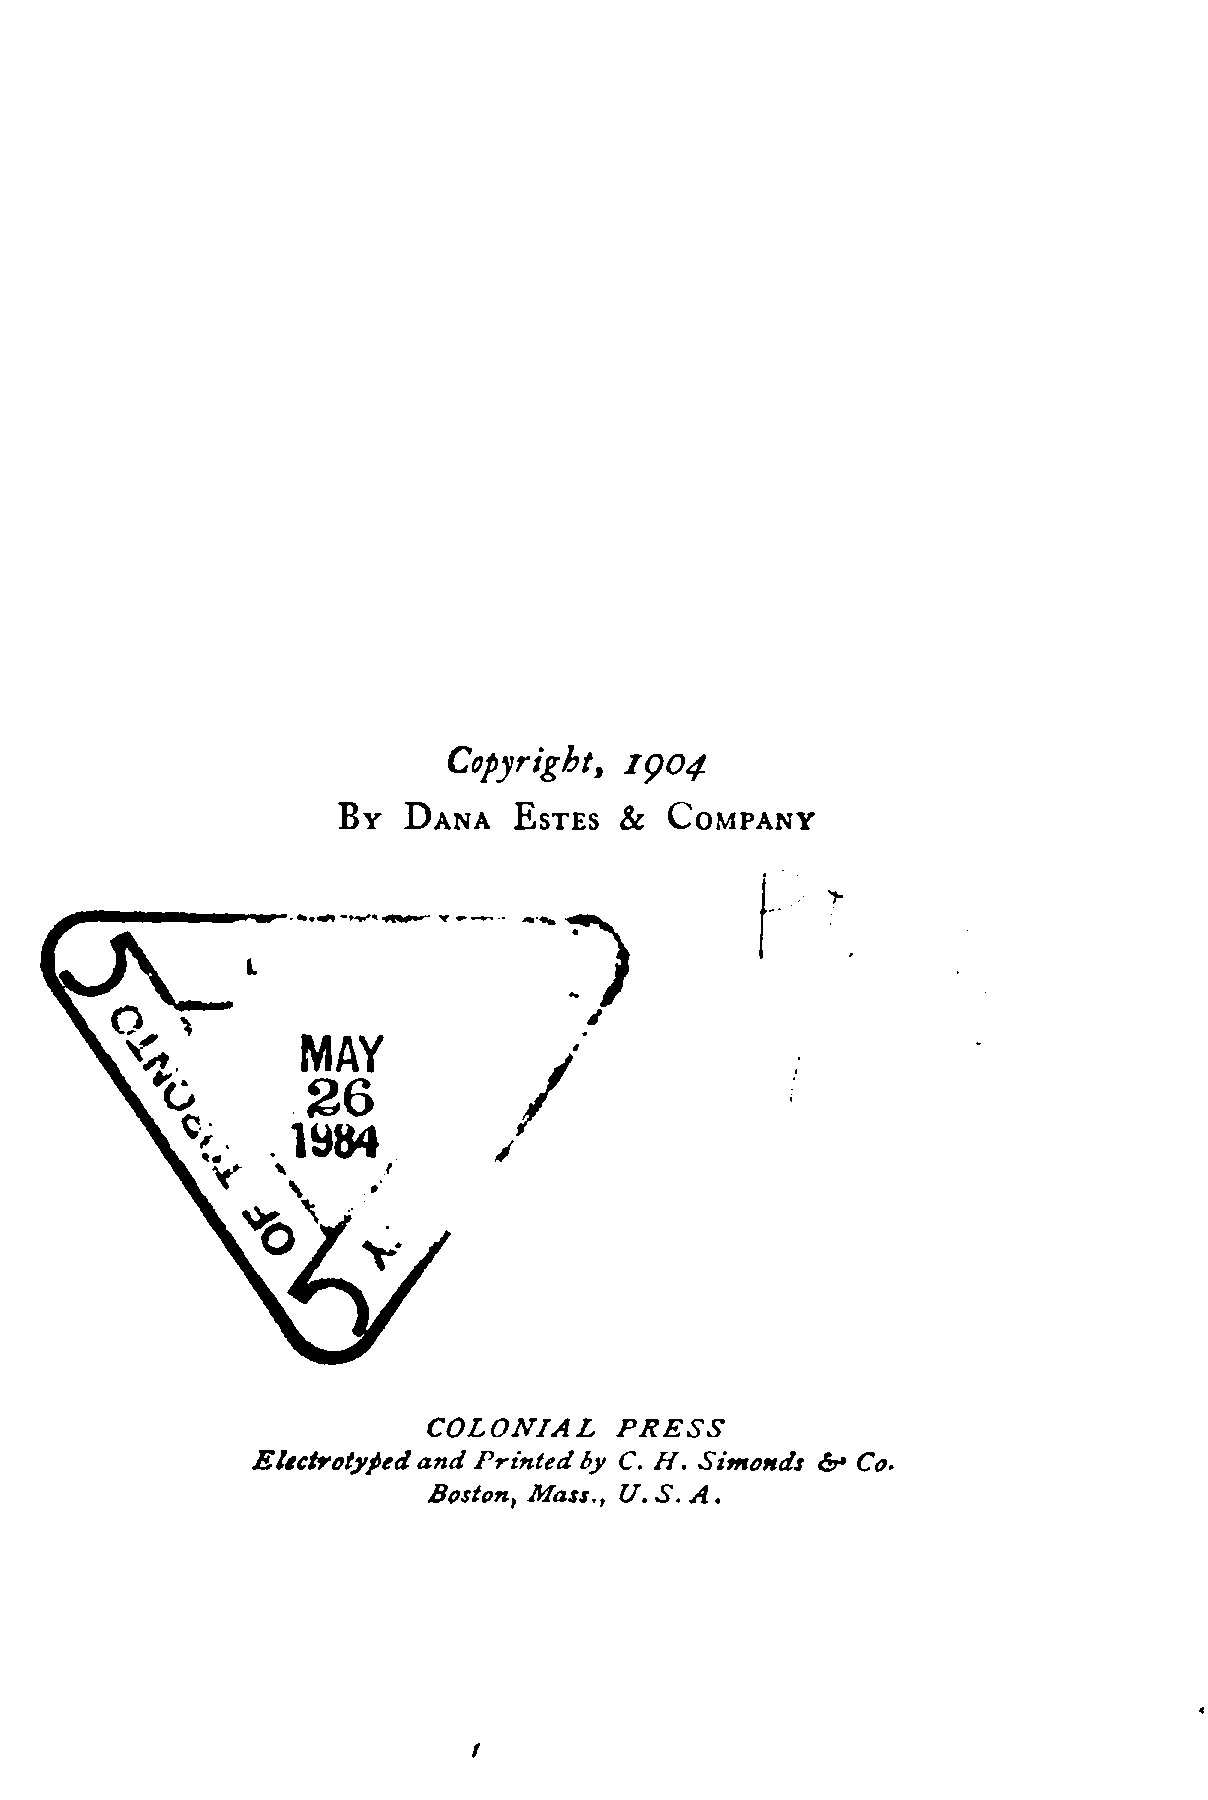 Copyright, 1904
By Dana Estes & Company
MAY
26
1984
OF TORONTO
COLONIAL PRESS
Electrotyped and Printed by C. H. Simonds & Co.
Boston, Mass., U. S. A.